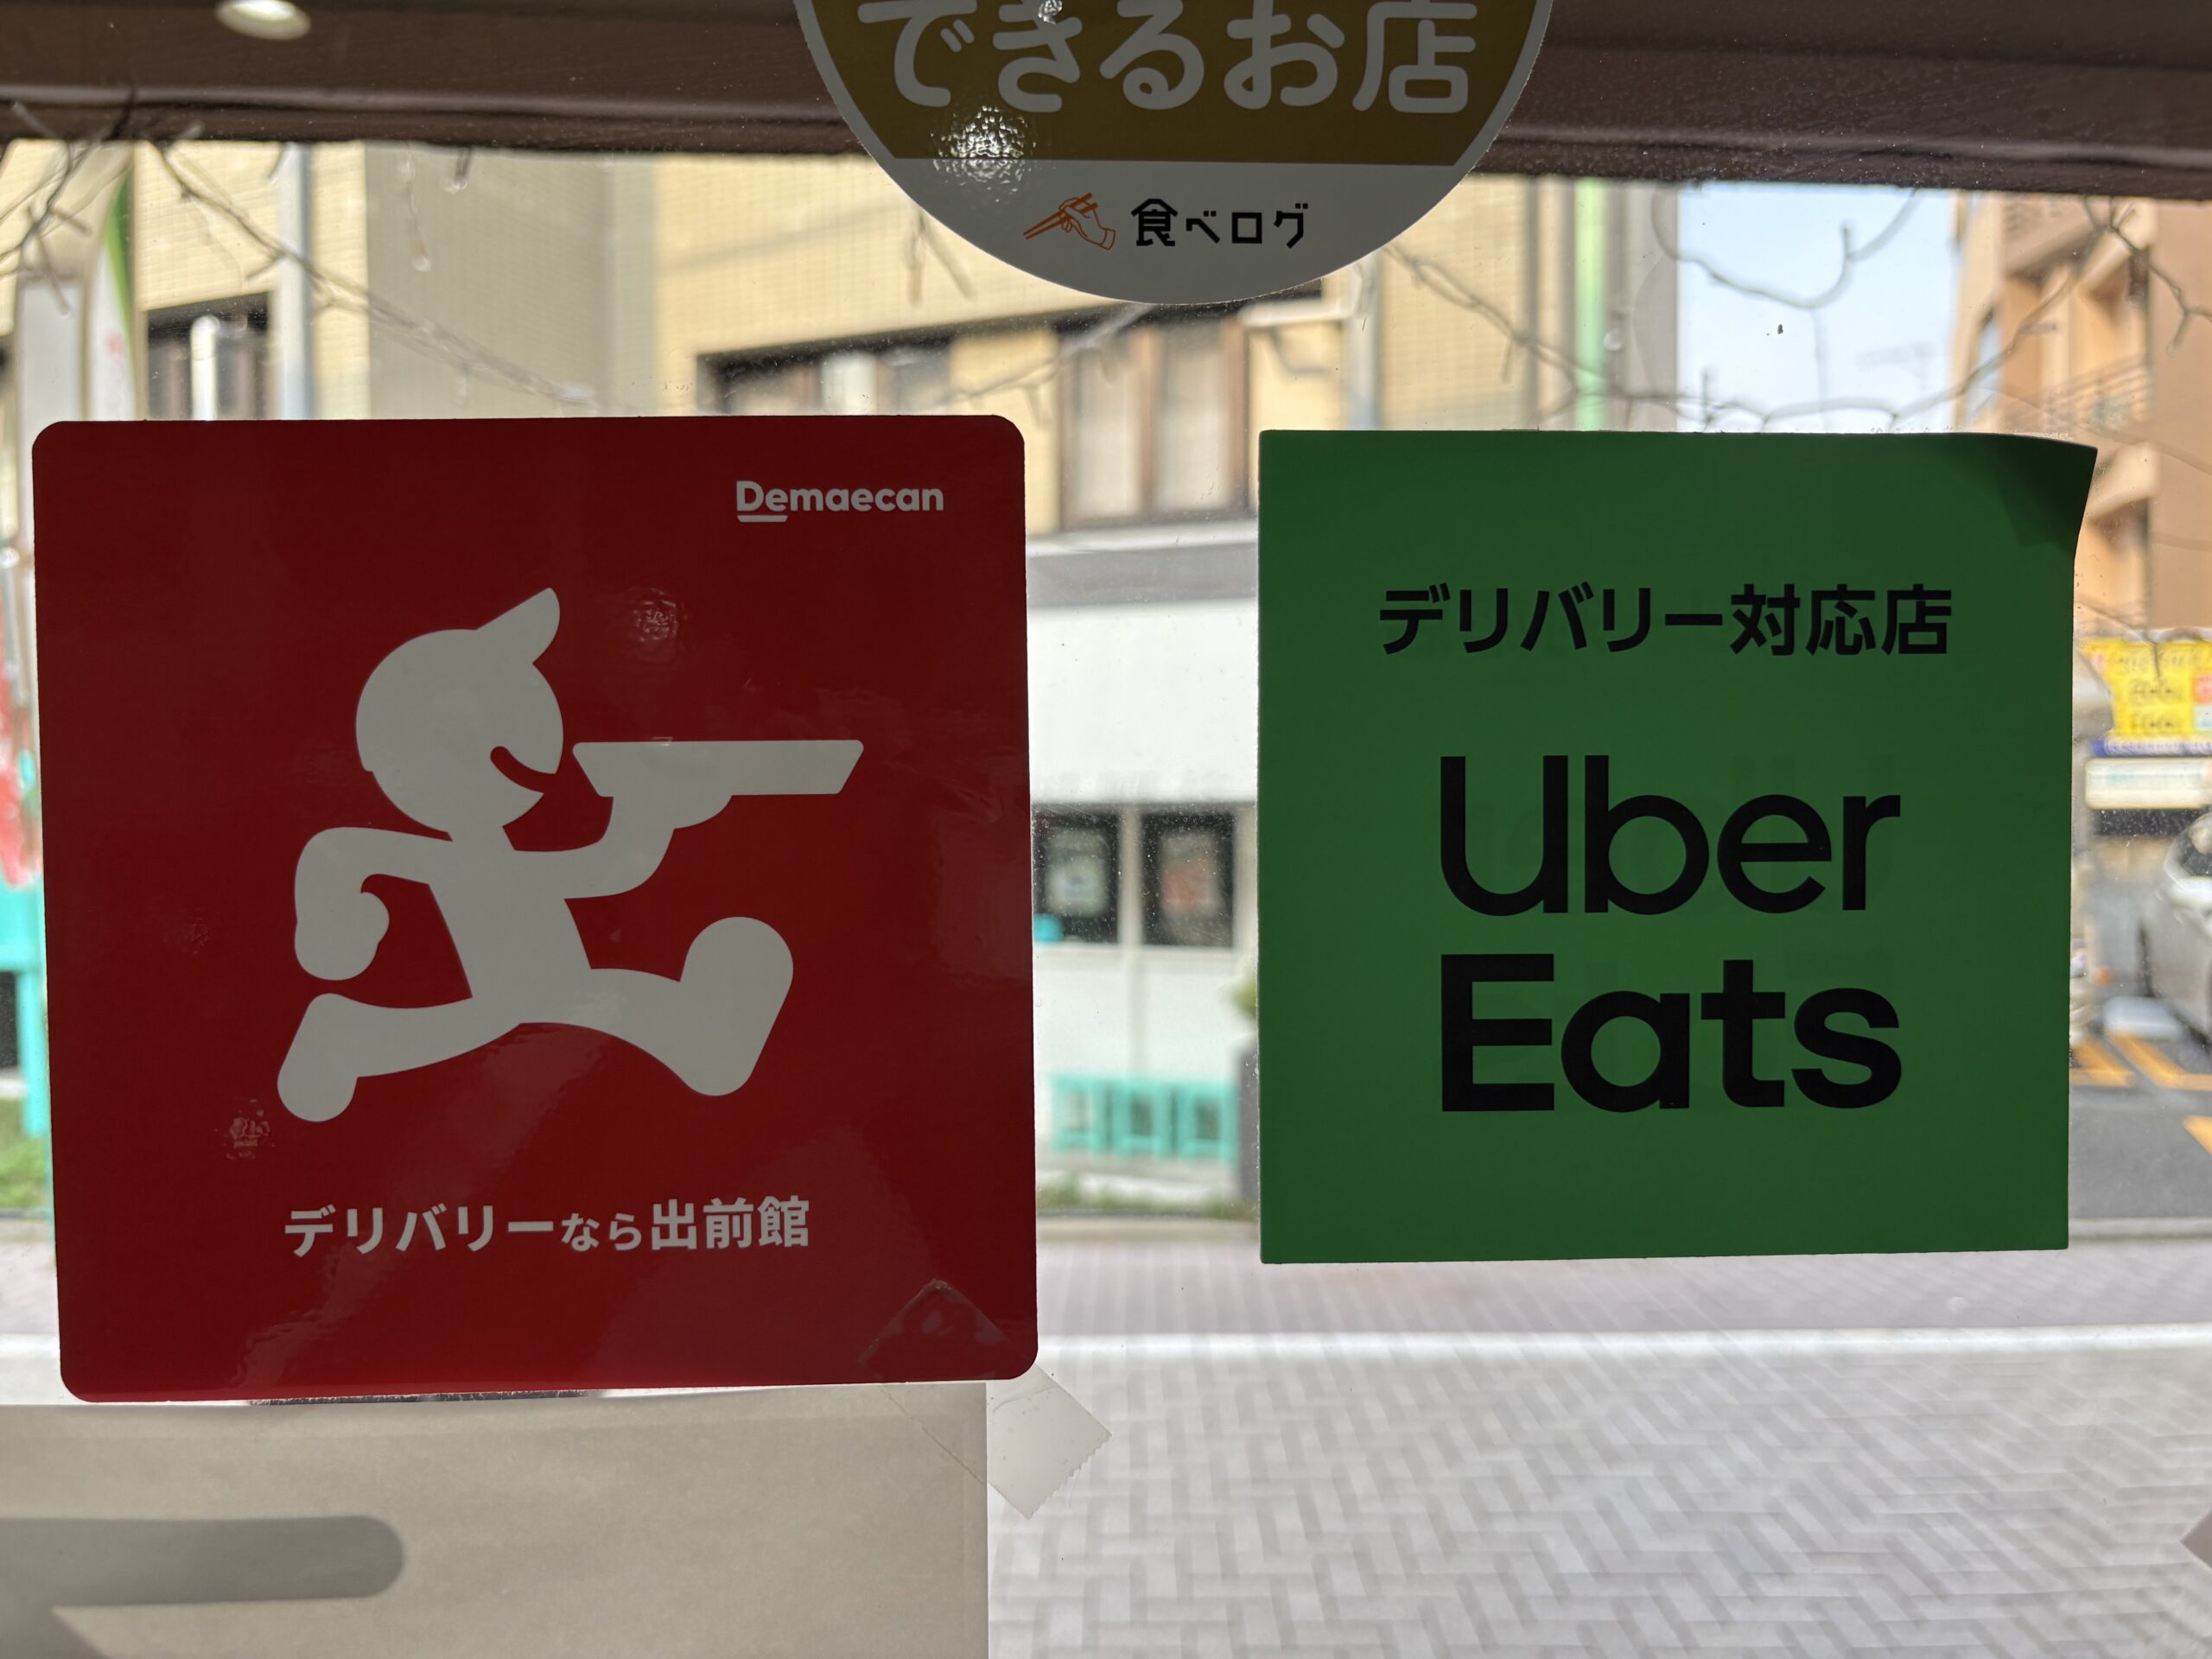 できるお店
食べログ
Demaecan
デリバリーなら出前館
デリバリー対応店
Uber
Eats